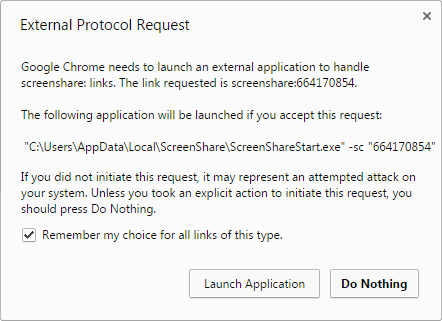 External Protocol Request
Google Chrome needs to launch an external application to handle
screenshare: links. The link requested is screenshare:664170854.
The following application will be launched if you accept this request:
"C:\Users\AppData\Local\ScreenShare\ScreenShareStart.exe" -sc "664170854"
If you did not initiate this request, it may represent an attempted attack on
your system. Unless you took an explicit action to initiate this request, you
should press Do Nothing.
Remember my choice for all links of this type.
Launch Application
Do Nothing